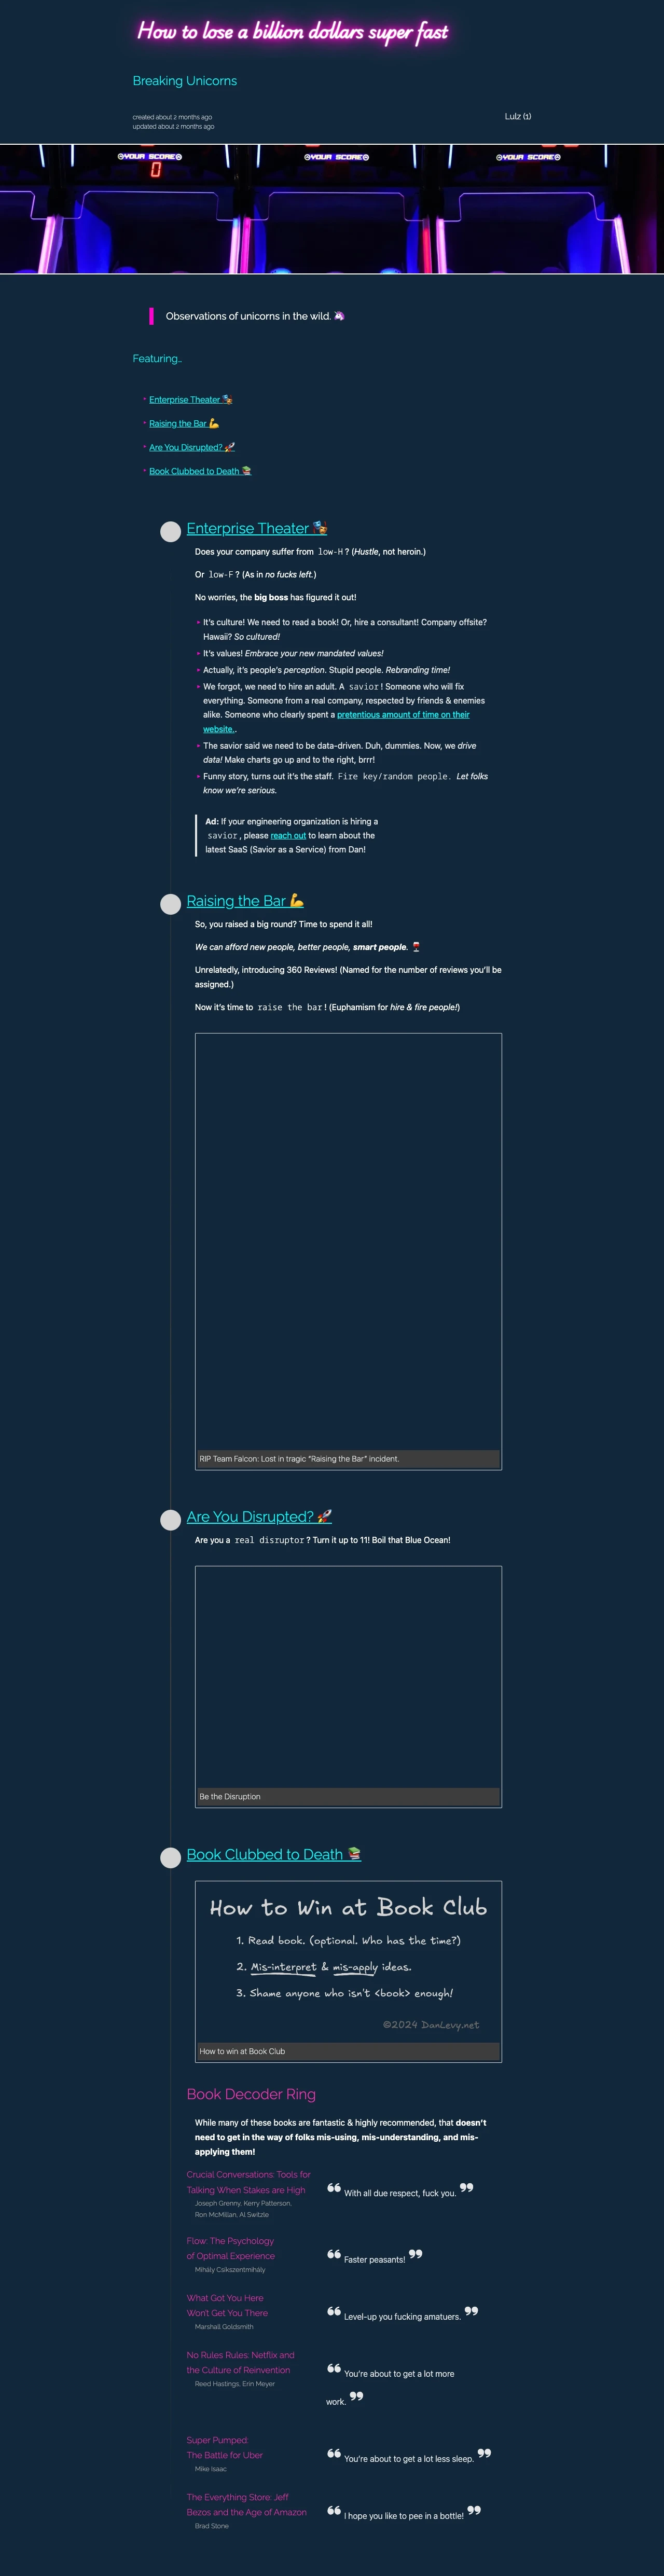 How to lose a billion dollars super fast
Breaking Unicorns
created about 2 months ago
updated about 2 months ago
Lulz (1)
YOUR SCORE
YOUR SCORE
YOUR SCORE
0
Observations of unicorns in the wild. 🦄
Featuring…
Enterprise Theater 🎭
Raising the Bar 💪
Are You Disrupted? 🚀
Book Clubbed to Death 📚
Enterprise Theater 🎭
Does your company suffer from low-H? (Hustle, not heroin.)
Or low-F? (As in no fucks left.)
No worries, the big boss has figured it out!
It's culture! We need to read a book! Or, hire a consultant! Company offsite?
Hawaii? So cultured!
It's values! Embrace your new mandated values!
Actually, it's people's perception. Stupid people. Rebranding time!
We forgot, we need to hire an adult. A savior! Someone who will fix
everything. Someone from a real company, respected by friends & enemies
alike. Someone who clearly spent a pretentious amount of time on their
website..
The savior said we need to be data-driven. Duh, dummies. Now, we drive
data! Make charts go up and to the right, brrr!
Funny story, turns out it's the staff. Fire key/random people. Let folks
know we're serious.
Ad: If your engineering organization is hiring a
savior, please reach out to learn about the
latest SaaS (Savior as a Service) from Dan!
Raising the Bar 💪
So, you raised a big round? Time to spend it all!
We can afford new people, better people, smart people. 🍷
Unrelatedly, introducing 360 Reviews! (Named for the number of reviews you'll be
assigned.)
Now it's time to raise the bar! (Euphamism for hire & fire people!)
RIP Team Falcon: Lost in tragic "Raising the Bar" incident.
Are You Disrupted? 🚀
Are you a real disruptor? Turn it up to 11! Boil that Blue Ocean!
Be the Disruption
Book Clubbed to Death 📚
How to Win at Book Club
1. Read book. (optional. Who has the time?)
2. Mis-interpret & mis-apply ideas.
3. Shame anyone who isn't <book> enough!
©2024 DanLevy.net
How to win at Book Club
Book Decoder Ring
While many of these books are fantastic & highly recommended, that doesn't
need to get in the way of folks mis-using, mis-understanding, and mis-
applying them!
Crucial Conversations: Tools for
Talking When Stakes are High
Joseph Grenny, Kerry Patterson,
Ron McMillan, Al Switzle
❝ With all due respect, fuck you. ❞
Flow: The Psychology
of Optimal Experience
Mihály Csíkszentmihály
❝ Faster peasants! ❞
What Got You Here
Won't Get You There
Marshall Goldsmith
❝ Level-up you fucking amatuers. ❞
No Rules Rules: Netflix and
the Culture of Reinvention
Reed Hastings, Erin Meyer
❝ You're about to get a lot more
work. ❞
Super Pumped:
The Battle for Uber
Mike Isaac
❝ You're about to get a lot less sleep. ❞
The Everything Store: Jeff
Bezos and the Age of Amazon
Brad Stone
❝ I hope you like to pee in a bottle! ❞